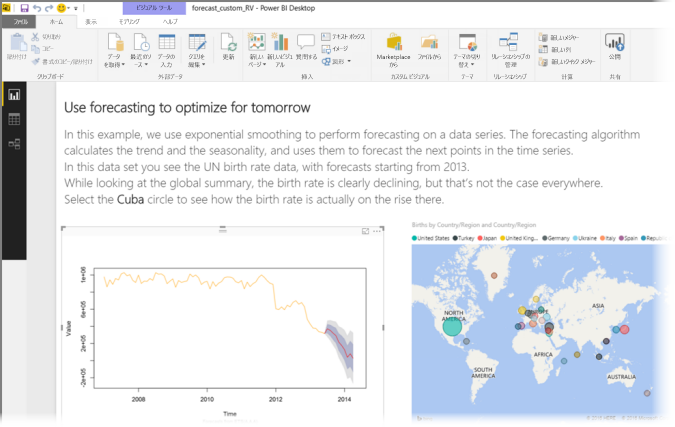 ビジュアル ツール
forecast_custom_RV - Power BI Desktop
ファイル ホーム 表示 モデリング ヘルプ
貼り付け
切り取り
コピー
書式のコピー/貼り付け
クリップボード
データを取得
最近のソース
データの入力
クエリを編集
外部データ
更新
新しいページ
新しいビジュアル
質問する
テキスト ボックス
イメージ
図形
挿入
Marketplace から
ファイルから
カスタム ビジュアル
テーマの切り替え
テーマ
リレーションシップの管理
リレーションシップ
新しいメジャー
新しい列
新しいクイック メジャー
計算
公開
共有
Use forecasting to optimize for tomorrow
In this example, we use exponential smoothing to perform forecasting on a data series. The forecasting algorithm
calculates the trend and the seasonality, and uses them to forecast the next points in the time series.
In this data set you see the UN birth rate data, with forecasts starting from 2013.
While looking at the global summary, the birth rate is clearly declining, but that's not the case everywhere.
Select the Cuba circle to see how the birth rate is actually on the rise there.
Value
1e+06
6e+05
2e+05
-2e+05
2008 2010 2012 2014
Time
Births by Country/Region and Country/Region
United States Turkey Japan United King... Germany Ukraine Italy Spain Republi
NORTH AMERICA
EUROPE
ASIA
AFRICA
SOUTH AMERICA
AUSTRALIA